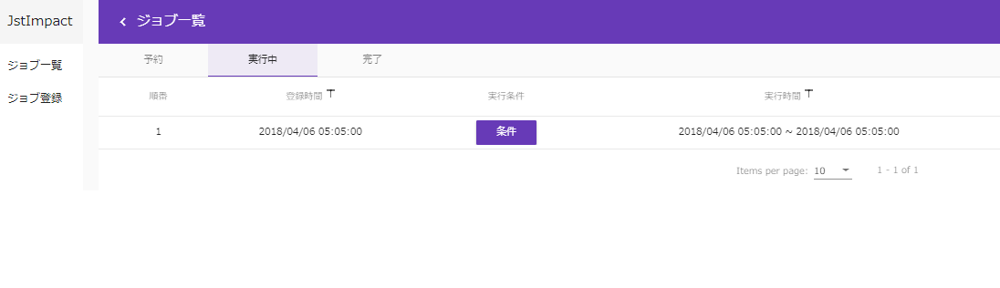 JstImpact
ジョブ一覧
ジョブ一覧
ジョブ登録
予約 実行中 完了
順番 登録時間 実行条件 実行時間
1 2018/04/06 05:05:00 条件 2018/04/06 05:05:00 ~ 2018/04/06 05:05:00
Items per page: 10 1 - 1 of 1